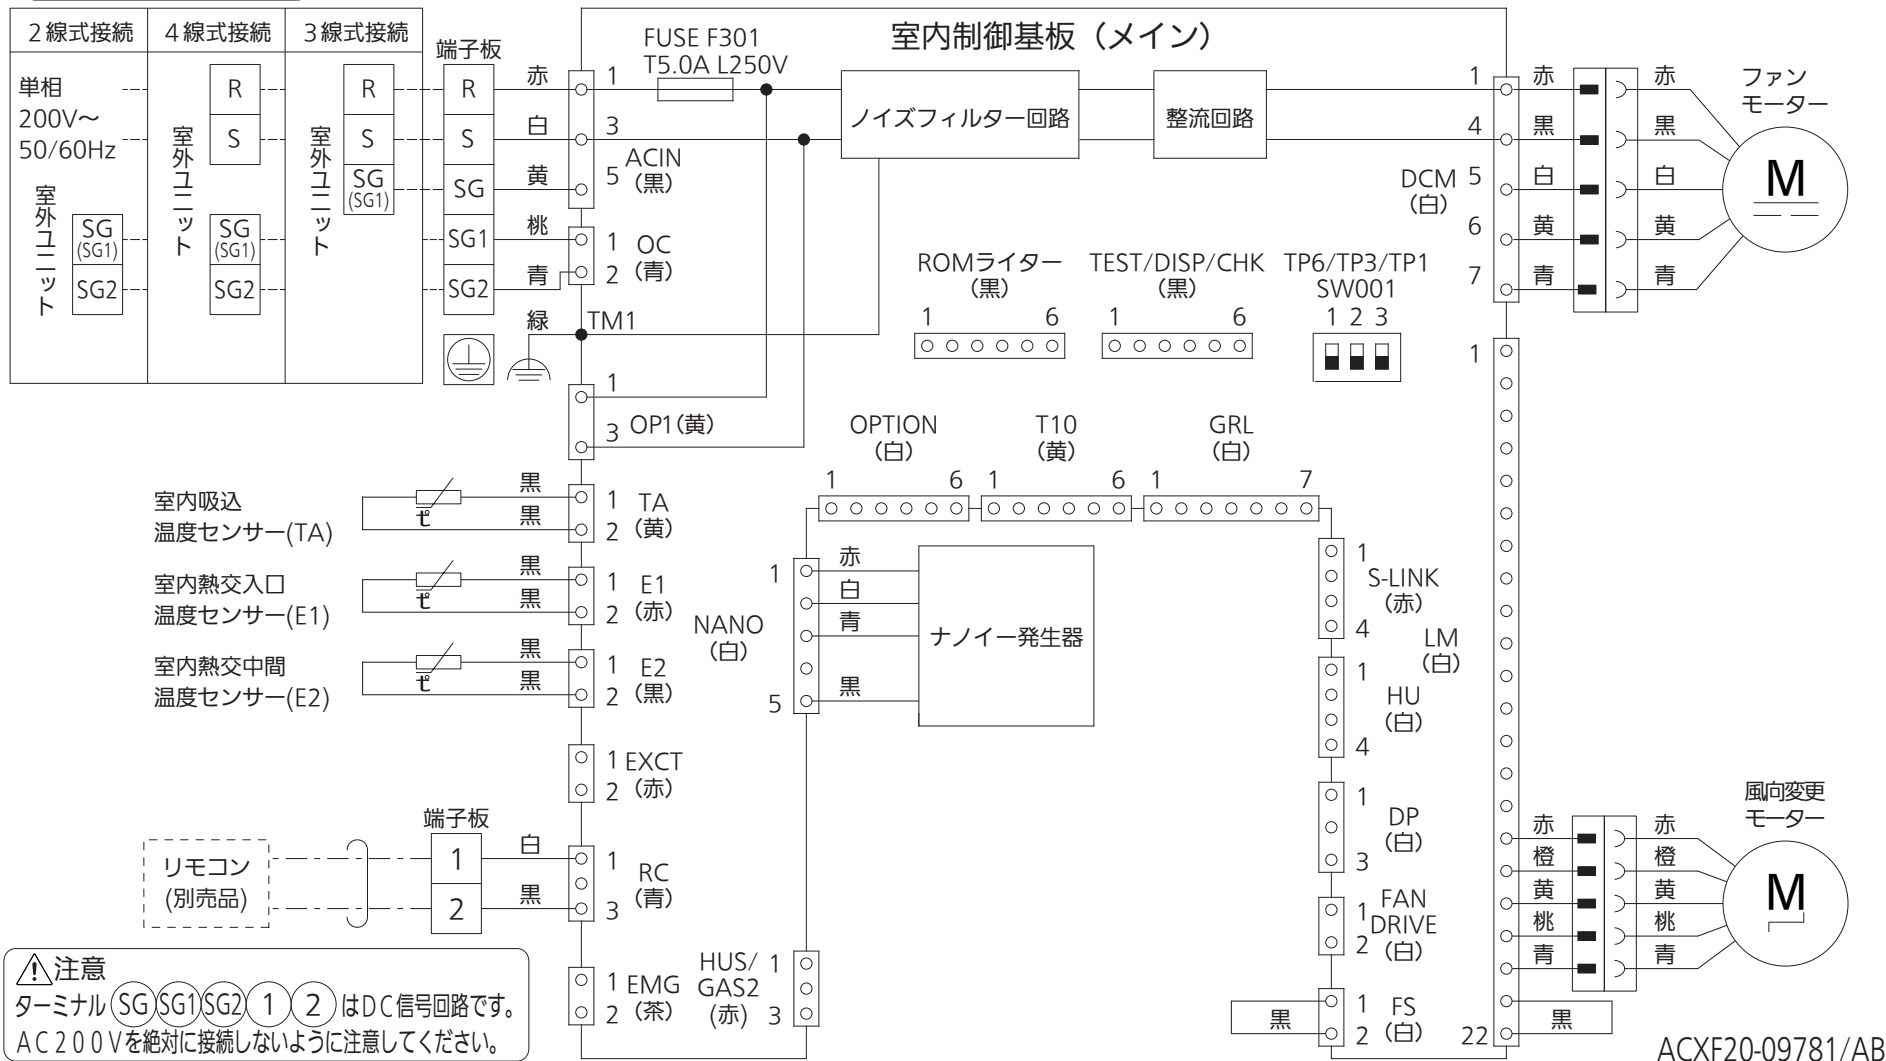 2線式接続
4線式接続
3線式接続
単相
200V～
50/60Hz
室外ユニット
SG
(SG1)
SG2
室外ユニット
R
S
SG
(SG1)
SG2
室外ユニット
R
S
SG
(SG1)
端子板
R
S
SG
SG1
SG2
赤
白
黄
桃
青
緑
1
3
5
ACIN
(黒)
1
2
OC
(青)
TM1
FUSE F301
T5.0A L250V
室内制御基板（メイン）
ノイズフィルター回路
整流回路
1
4
5
6
7
DCM
(白)
赤
黒
白
黄
青
赤
黒
白
黄
青
ファン
モーター
M
ROMライター
(黒)
1 6
TEST/DISP/CHK
(黒)
1 6
TP6/TP3/TP1
SW001
1 2 3
1
3
OP1(黄)
OPTION
(白)
1 6
T10
(黄)
1 6
GRL
(白)
1 7
室内吸込
温度センサー(TA)
ヒ
黒
黒
1
2
TA
(黄)
室内熱交入口
温度センサー(E1)
ヒ
黒
黒
1
2
E1
(赤)
室内熱交中間
温度センサー(E2)
ヒ
黒
黒
1
2
E2
(黒)
1
2
EXCT
(赤)
NANO
(白)
1
5
赤
白
青
黒
ナノイー発生器
1
4
S-LINK
(赤)
1
4
HU
(白)
1
3
DP
(白)
1
2
FAN
DRIVE
(白)
1
2
FS
(白)
黒
1
LM
(白)
22
黒
赤
橙
黄
桃
青
赤
橙
黄
桃
青
風向変更
モーター
M
リモコン
(別売品)
端子板
1
2
白
黒
1
3
RC
(青)
1
2
EMG
(茶)
HUS/
GAS2
(赤)
1
3
注意
ターミナル SG SG1 SG2 1 2 はDC信号回路です。
AC200Vを絶対に接続しないように注意してください。
ACXF20-09781/AB